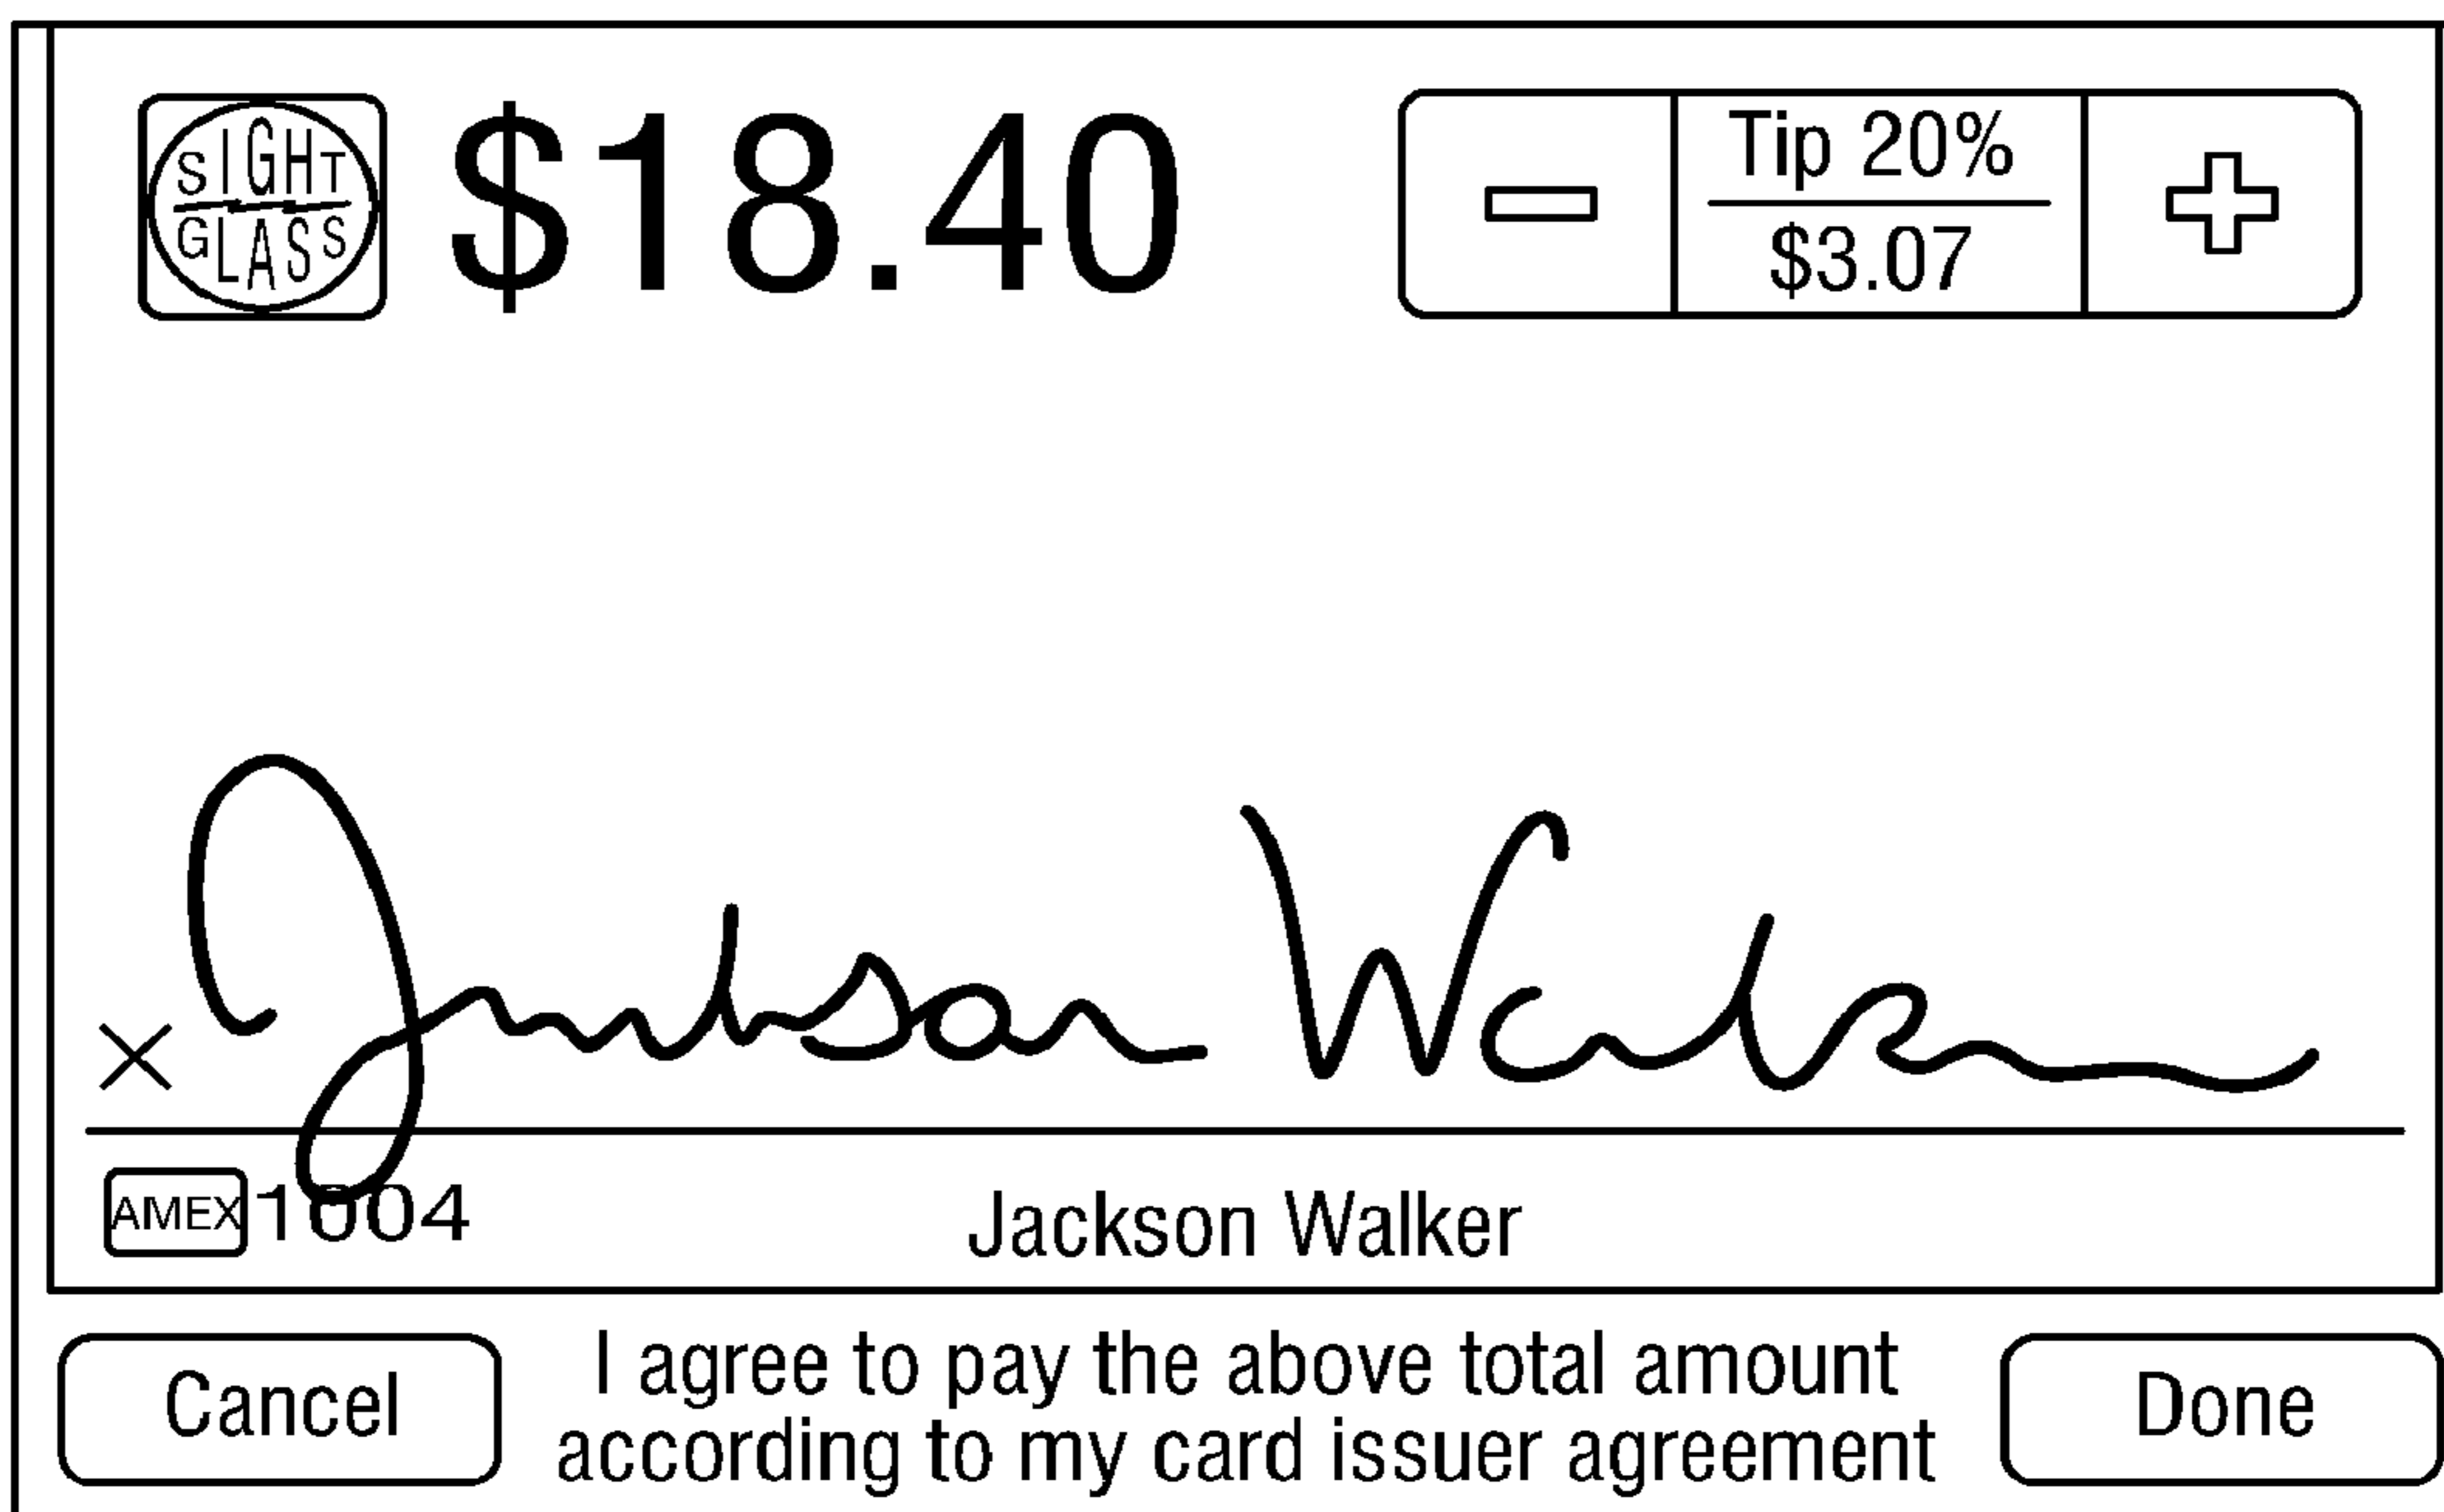 SIGHT
GLASS
$18.40
Tip 20%
$3.07
Jackson Walker
×
AMEX 1004
Jackson Walker
Cancel
I agree to pay the above total amount
according to my card issuer agreement
Done